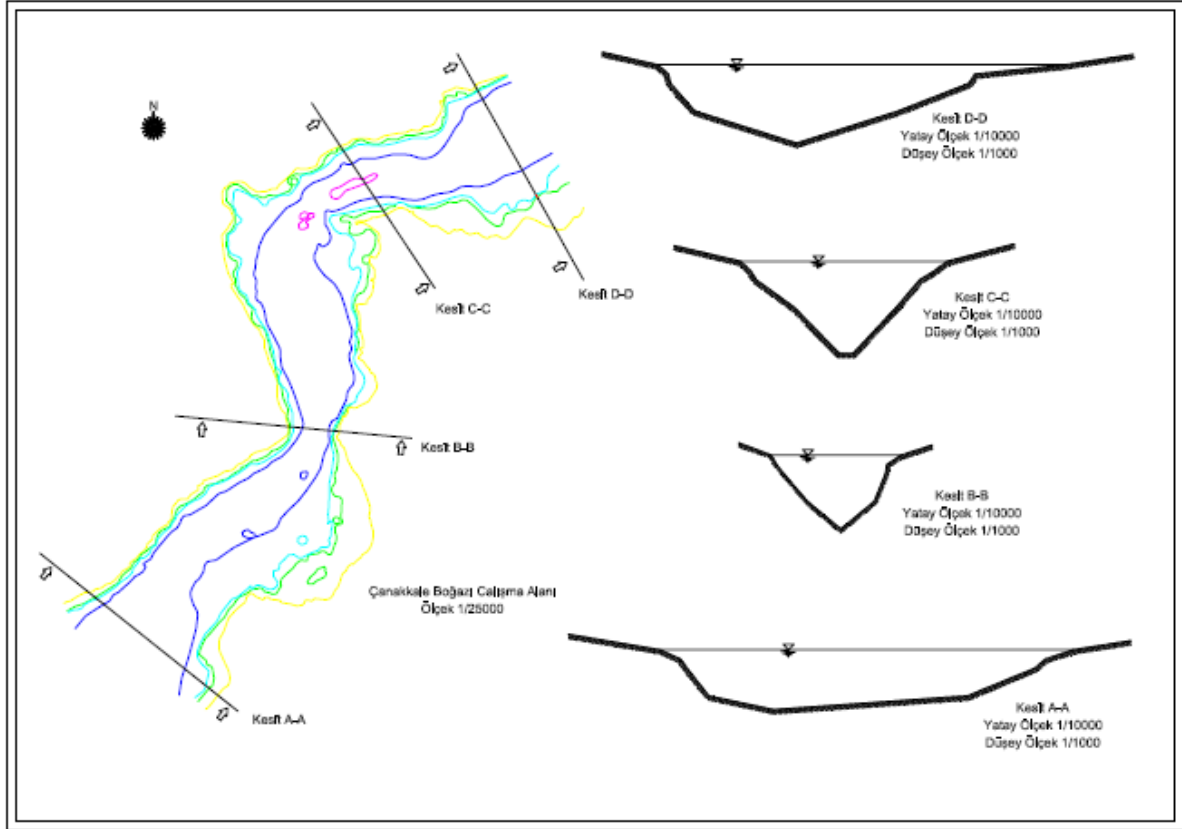 N
Kesit C-C
Kesit D-D
Kesit B-B
Kesit A-A
Çanakkale Boğazı Calışma Alanı
Ölçek 1/25000
Kesit D-D
Yatay Ölçek 1/10000
Düşey Ölçek 1/1000
Kesit C-C
Yatay Ölçek 1/10000
Düşey Ölçek 1/1000
Kesit B-B
Yatay Ölçek 1/10000
Düşey Ölçek 1/1000
Kesit A-A
Yatay Ölçek 1/10000
Düşey Ölçek 1/1000